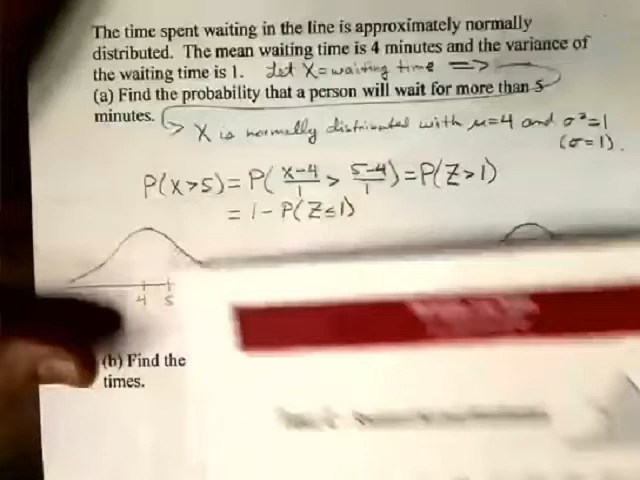 The time spent waiting in the line is approximately normally
distributed. The mean waiting time is 4 minutes and the variance of
the waiting time is 1. Let X = waiting time =>
(a) Find the probability that a person will wait for more than 5
minutes.
X is normally distributed with μ=4 and σ²=1
(σ=1).
P(X>5) = P( X-4/1 > 5-4/1 ) = P(Z>1)
= 1 - P(Z≤1)
4 5
(b) Find the
times.